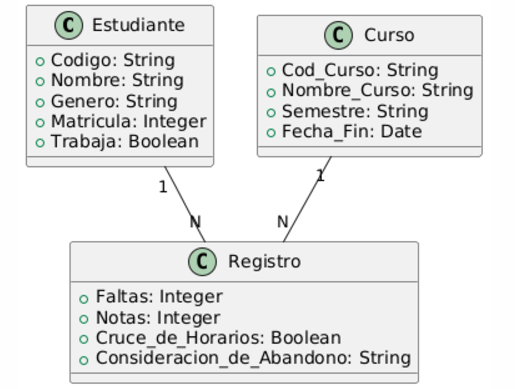 C Estudiante
Codigo: String
Nombre: String
Genero: String
Matricula: Integer
Trabaja: Boolean
C Curso
Cod_Curso: String
Nombre_Curso: String
Semestre: String
Fecha_Fin: Date
1
1
N
N
C Registro
Faltas: Integer
Notas: Integer
Cruce_de_Horarios: Boolean
Consideracion_de_Abandono: String